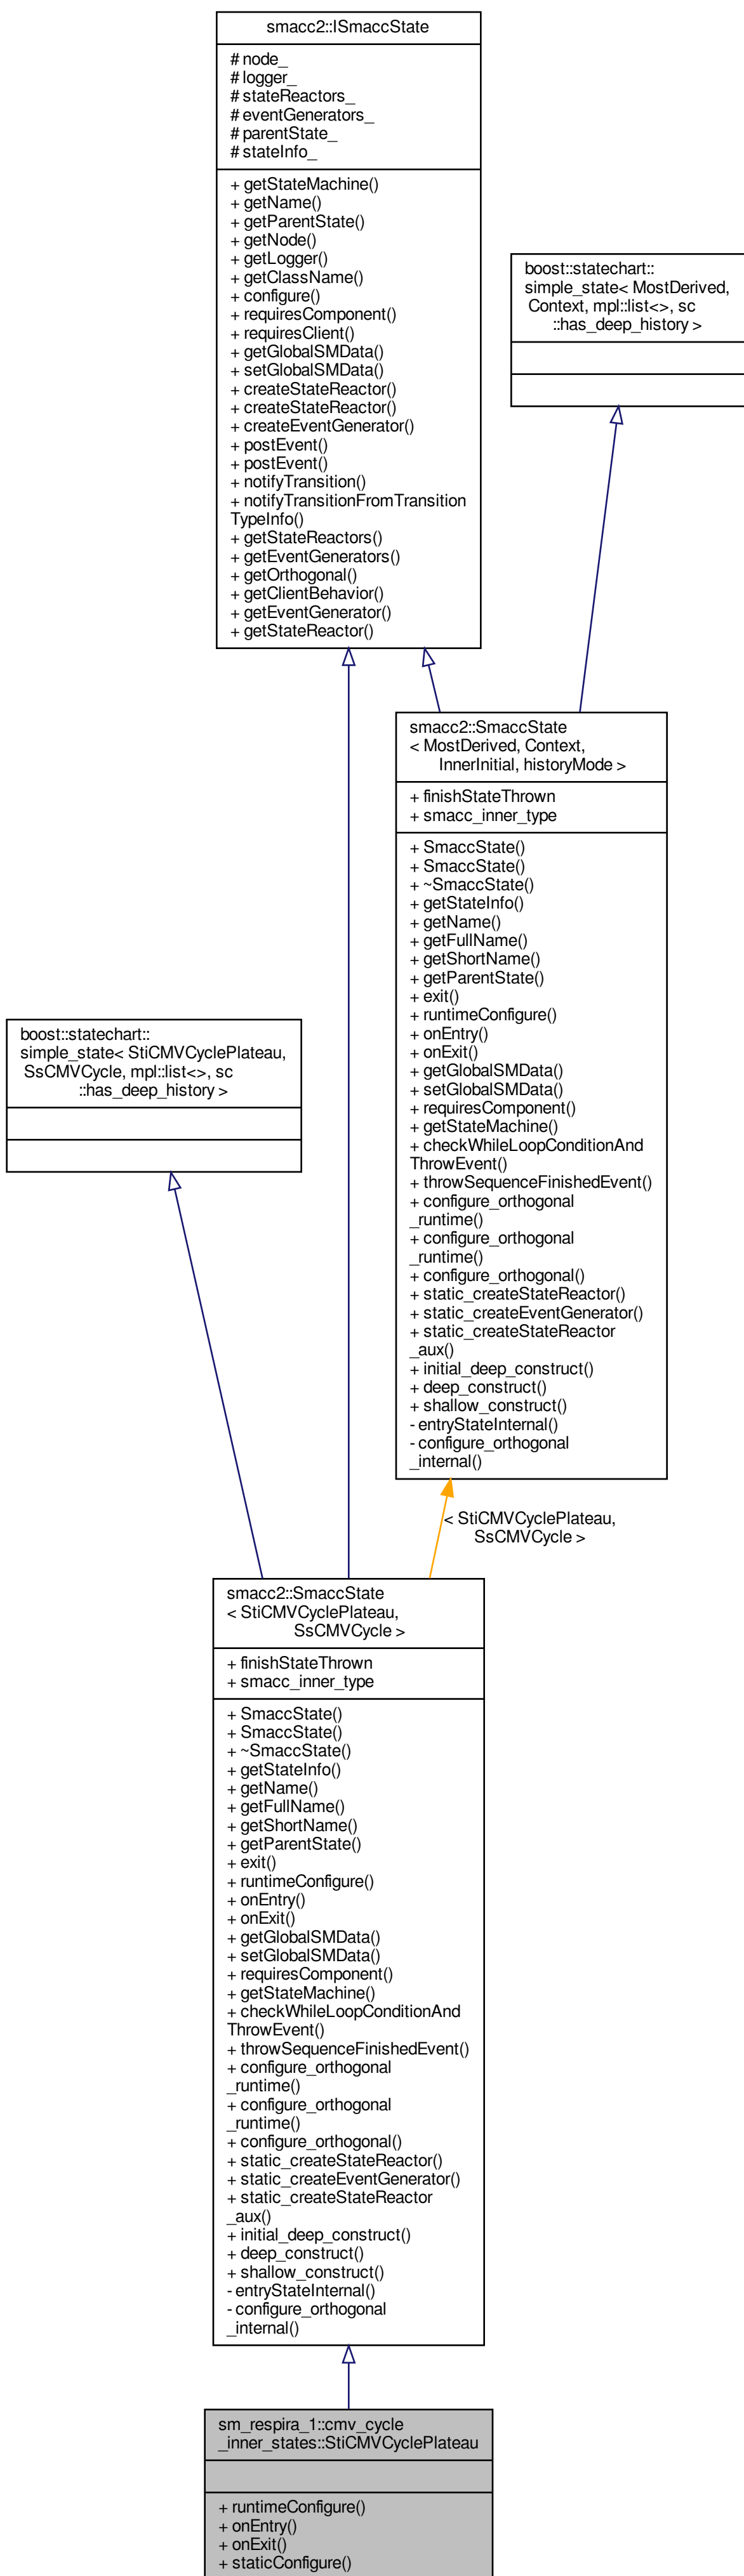 smacc2::ISmaccState
# node_
# logger_
# stateReactors_
# eventGenerators_
# parentState_
# stateInfo_
+ getStateMachine()
+ getName()
+ getParentState()
+ getNode()
+ getLogger()
+ getClassName()
+ configure()
+ requiresComponent()
+ requiresClient()
+ getGlobalSMData()
+ setGlobalSMData()
+ createStateReactor()
+ createStateReactor()
+ createEventGenerator()
+ postEvent()
+ postEvent()
+ notifyTransition()
+ notifyTransitionFromTransition
TypeInfo()
+ getStateReactors()
+ getEventGenerators()
+ getOrthogonal()
+ getClientBehavior()
+ getEventGenerator()
+ getStateReactor()
boost::statechart::
simple_state< MostDerived,
Context, mpl::list<>, sc
::has_deep_history >
smacc2::SmaccState
< MostDerived, Context,
InnerInitial, historyMode >
+ finishStateThrown
+ smacc_inner_type
+ SmaccState()
+ SmaccState()
+ ~SmaccState()
+ getStateInfo()
+ getName()
+ getFullName()
+ getShortName()
+ getParentState()
+ exit()
+ runtimeConfigure()
+ onEntry()
+ onExit()
+ getGlobalSMData()
+ setGlobalSMData()
+ requiresComponent()
+ getStateMachine()
+ checkWhileLoopConditionAnd
ThrowEvent()
+ throwSequenceFinishedEvent()
+ configure_orthogonal
_runtime()
+ configure_orthogonal
_runtime()
+ configure_orthogonal()
+ static_createStateReactor()
+ static_createEventGenerator()
+ static_createStateReactor
_aux()
+ initial_deep_construct()
+ deep_construct()
+ shallow_construct()
- entryStateInternal()
- configure_orthogonal
_internal()
boost::statechart::
simple_state< StiCMVCyclePlateau,
SsCMVCycle, mpl::list<>, sc
::has_deep_history >
< StiCMVCyclePlateau,
SsCMVCycle >
smacc2::SmaccState
< StiCMVCyclePlateau,
SsCMVCycle >
+ finishStateThrown
+ smacc_inner_type
+ SmaccState()
+ SmaccState()
+ ~SmaccState()
+ getStateInfo()
+ getName()
+ getFullName()
+ getShortName()
+ getParentState()
+ exit()
+ runtimeConfigure()
+ onEntry()
+ onExit()
+ getGlobalSMData()
+ setGlobalSMData()
+ requiresComponent()
+ getStateMachine()
+ checkWhileLoopConditionAnd
ThrowEvent()
+ throwSequenceFinishedEvent()
+ configure_orthogonal
_runtime()
+ configure_orthogonal
_runtime()
+ configure_orthogonal()
+ static_createStateReactor()
+ static_createEventGenerator()
+ static_createStateReactor
_aux()
+ initial_deep_construct()
+ deep_construct()
+ shallow_construct()
- entryStateInternal()
- configure_orthogonal
_internal()
sm_respira_1::cmv_cycle
_inner_states::StiCMVCyclePlateau
+ runtimeConfigure()
+ onEntry()
+ onExit()
+ staticConfigure()